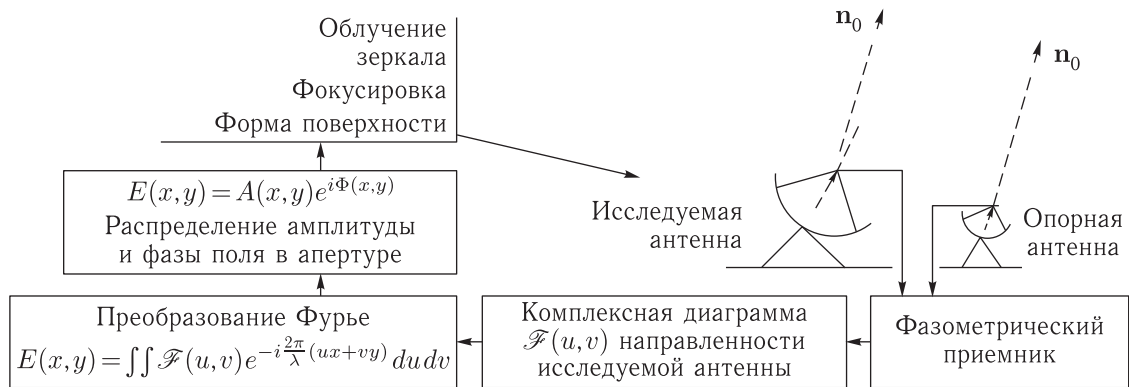 Облучение
зеркала
Фокусировка
Форма поверхности
n₀
n₀
E(x,y)=A(x,y)e^{iΦ(x,y)}
Распределение амплитуды
и фазы поля в апертуре
Исследуемая
антенна
Опорная
антенна
Преобразование Фурье
E(x,y)=∫∫ℱ(u,v)e^{-i\frac{2π}{λ}(ux+vy)}du dv
Комплексная диаграмма
ℱ(u,v) направленности
исследуемой антенны
Фазометрический
приемник